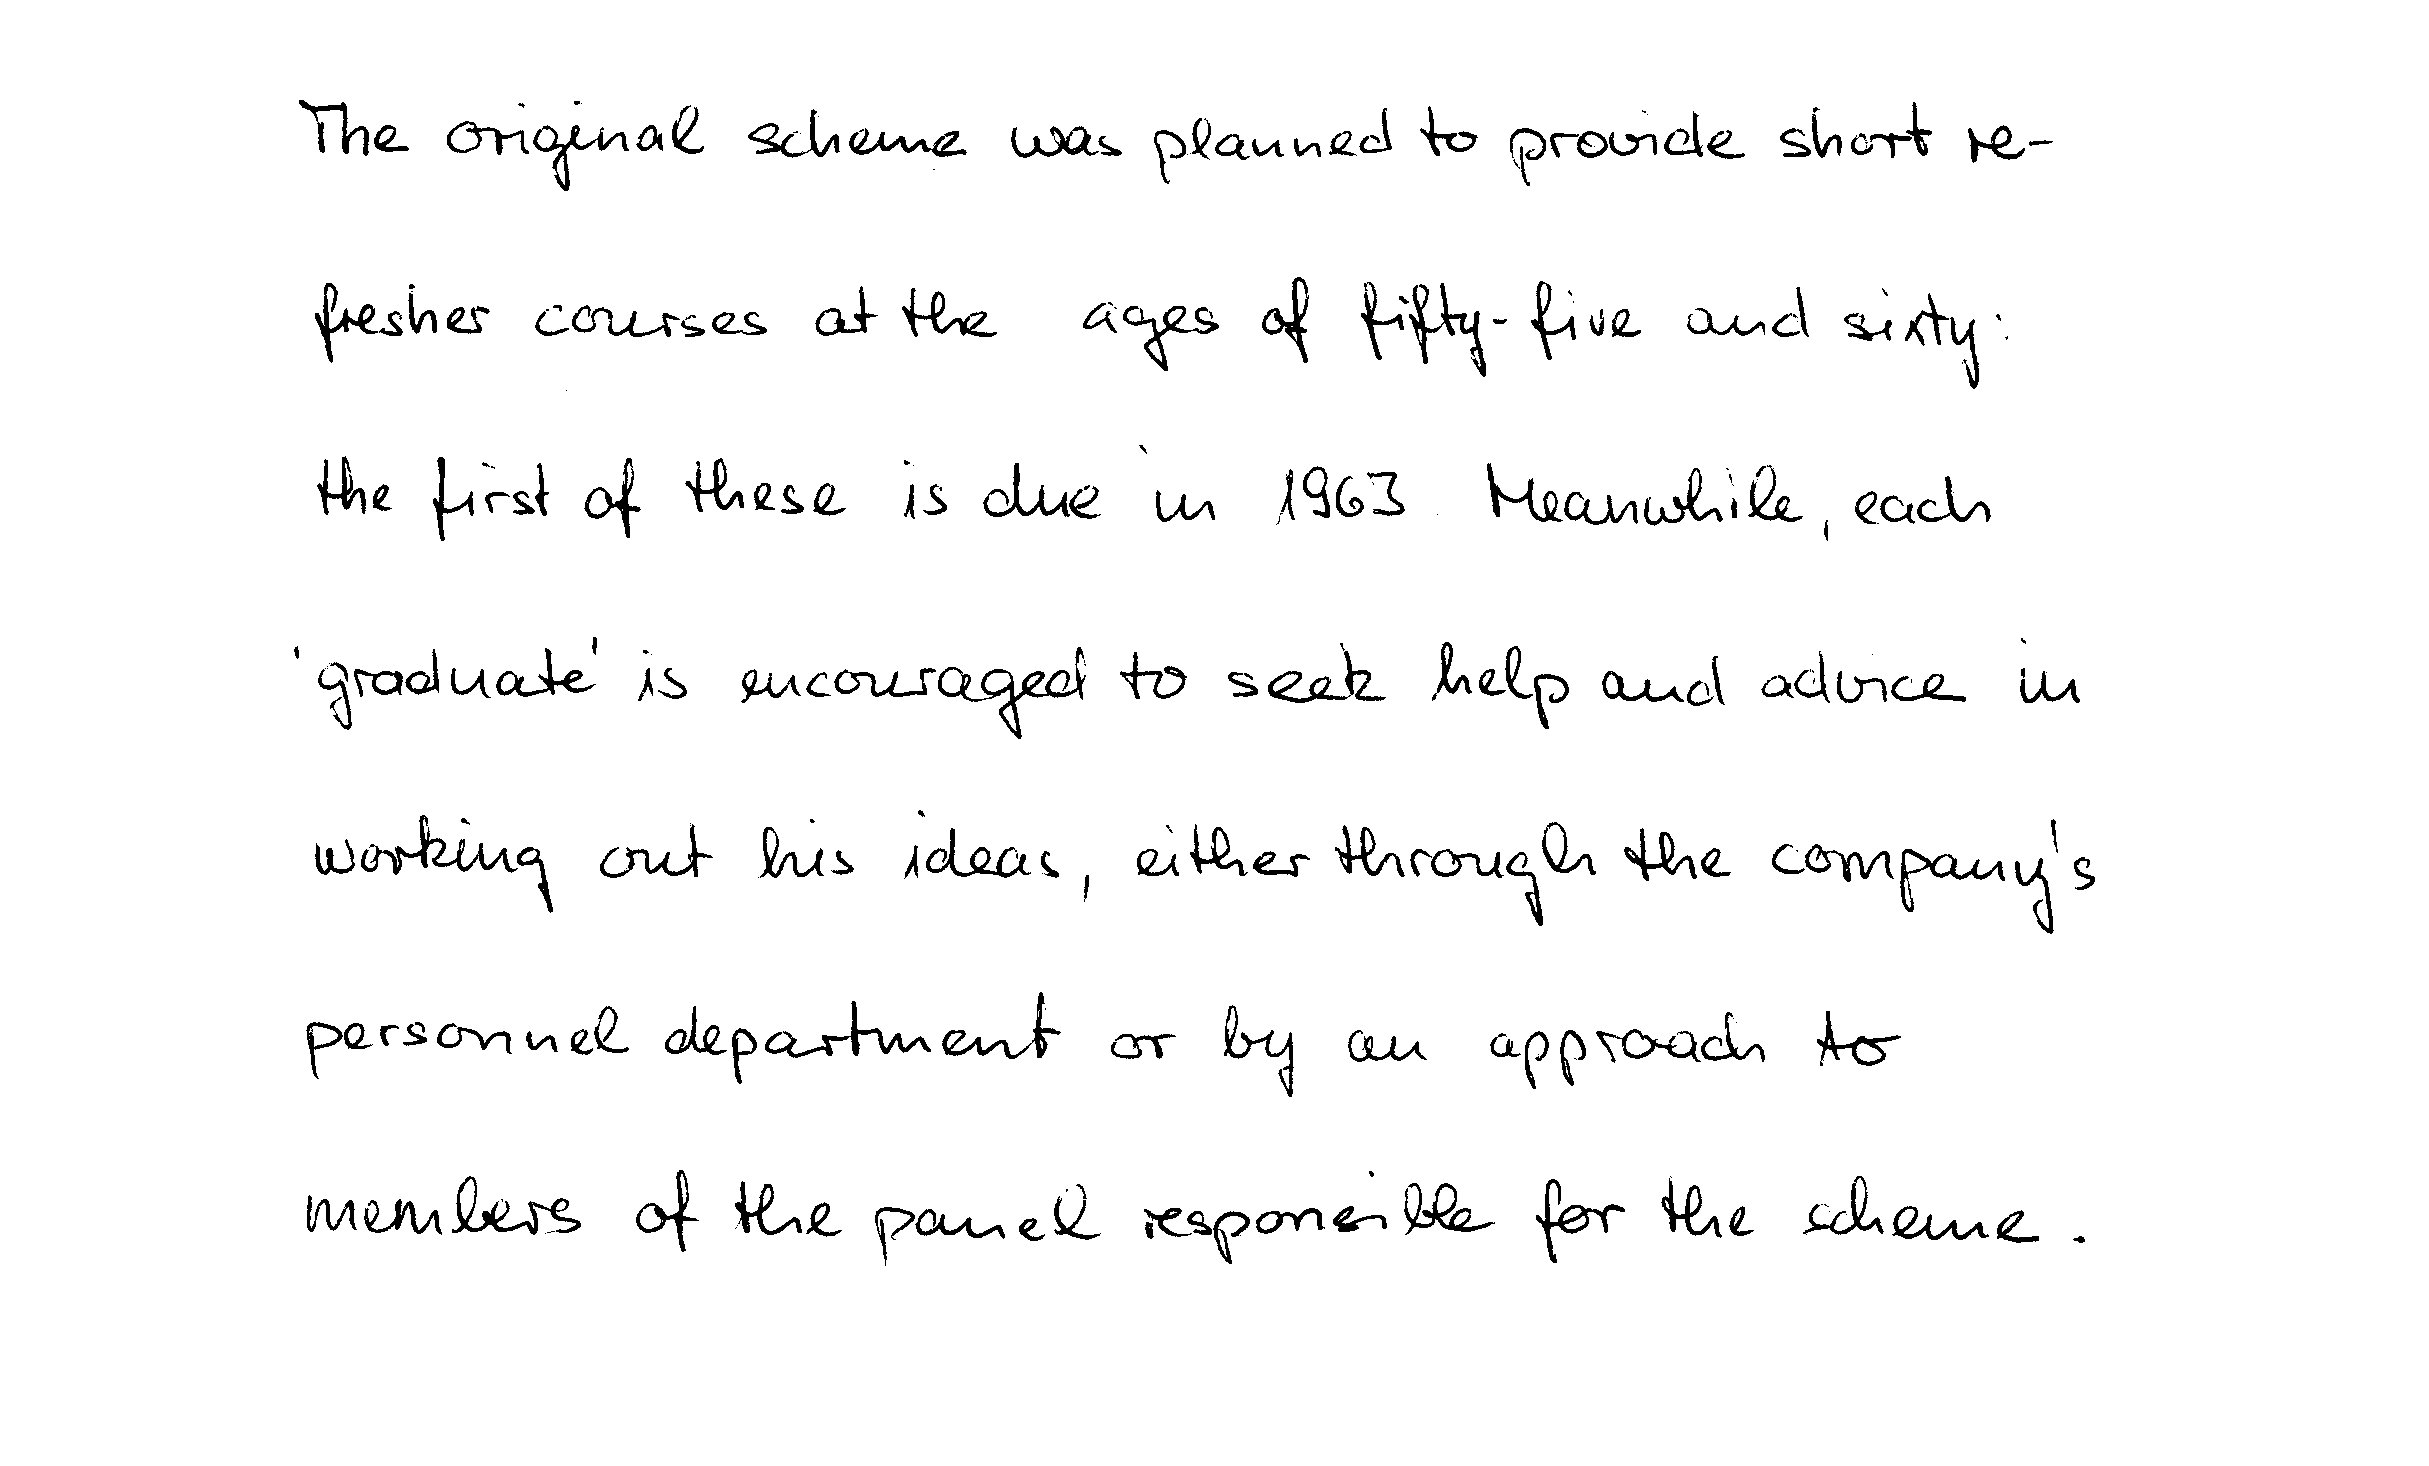 The original scheme was planned to provide short re-
fresher courses at the ages of fifty-five and sixty:
the first of these is due in 1963. Meanwhile, each
'graduate' is encouraged to seek help and advice in
working out his ideas, either through the company's
personnel department or by an approach to
members of the panel responsible for the scheme.